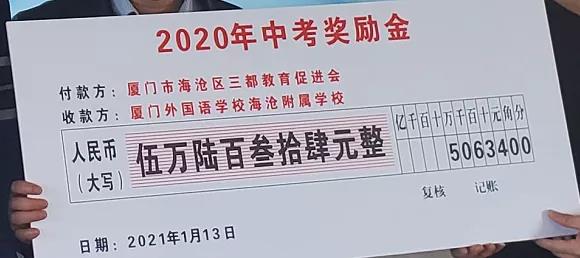 2020年中考奖励金
付款方：厦门市海沧区三都教育促进会
收款方：厦门外国语学校海沧附属学校
人民币（大写）
伍万陆百叁拾肆元整
亿千百十万千百十元角分
5063400
复核 记账
日期：2021年1月13日